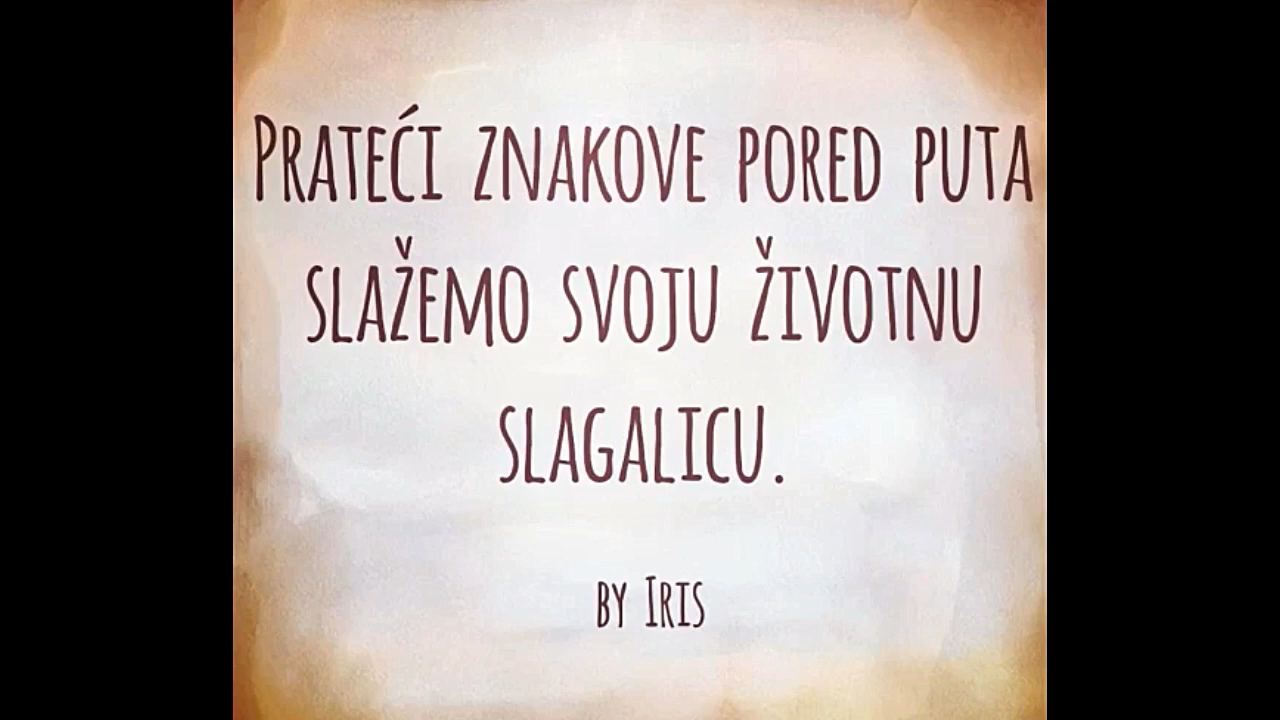 Prateći znakove pored puta
slažemo svoju životnu
slagalicu.
by Iris